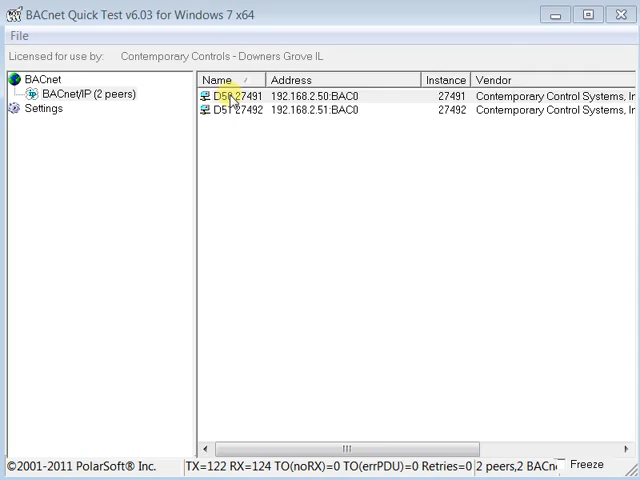 BACnet Quick Test v6.03 for Windows 7 x64
File
Licensed for use by: Contemporary Controls - Downers Grove IL
BACnet
BACnet/IP (2 peers)
Settings
Name Address Instance Vendor
27491 192.168.2.50:BAC0 27491 Contemporary Control Systems, In
27492 192.168.2.51:BAC0 27492 Contemporary Control Systems, In
©2001-2011 PolarSoft® Inc. TX=122 RX=124 TO(noRX)=0 TO(errPDU)=0 Retries=0 2 peers,2 BACn Freeze